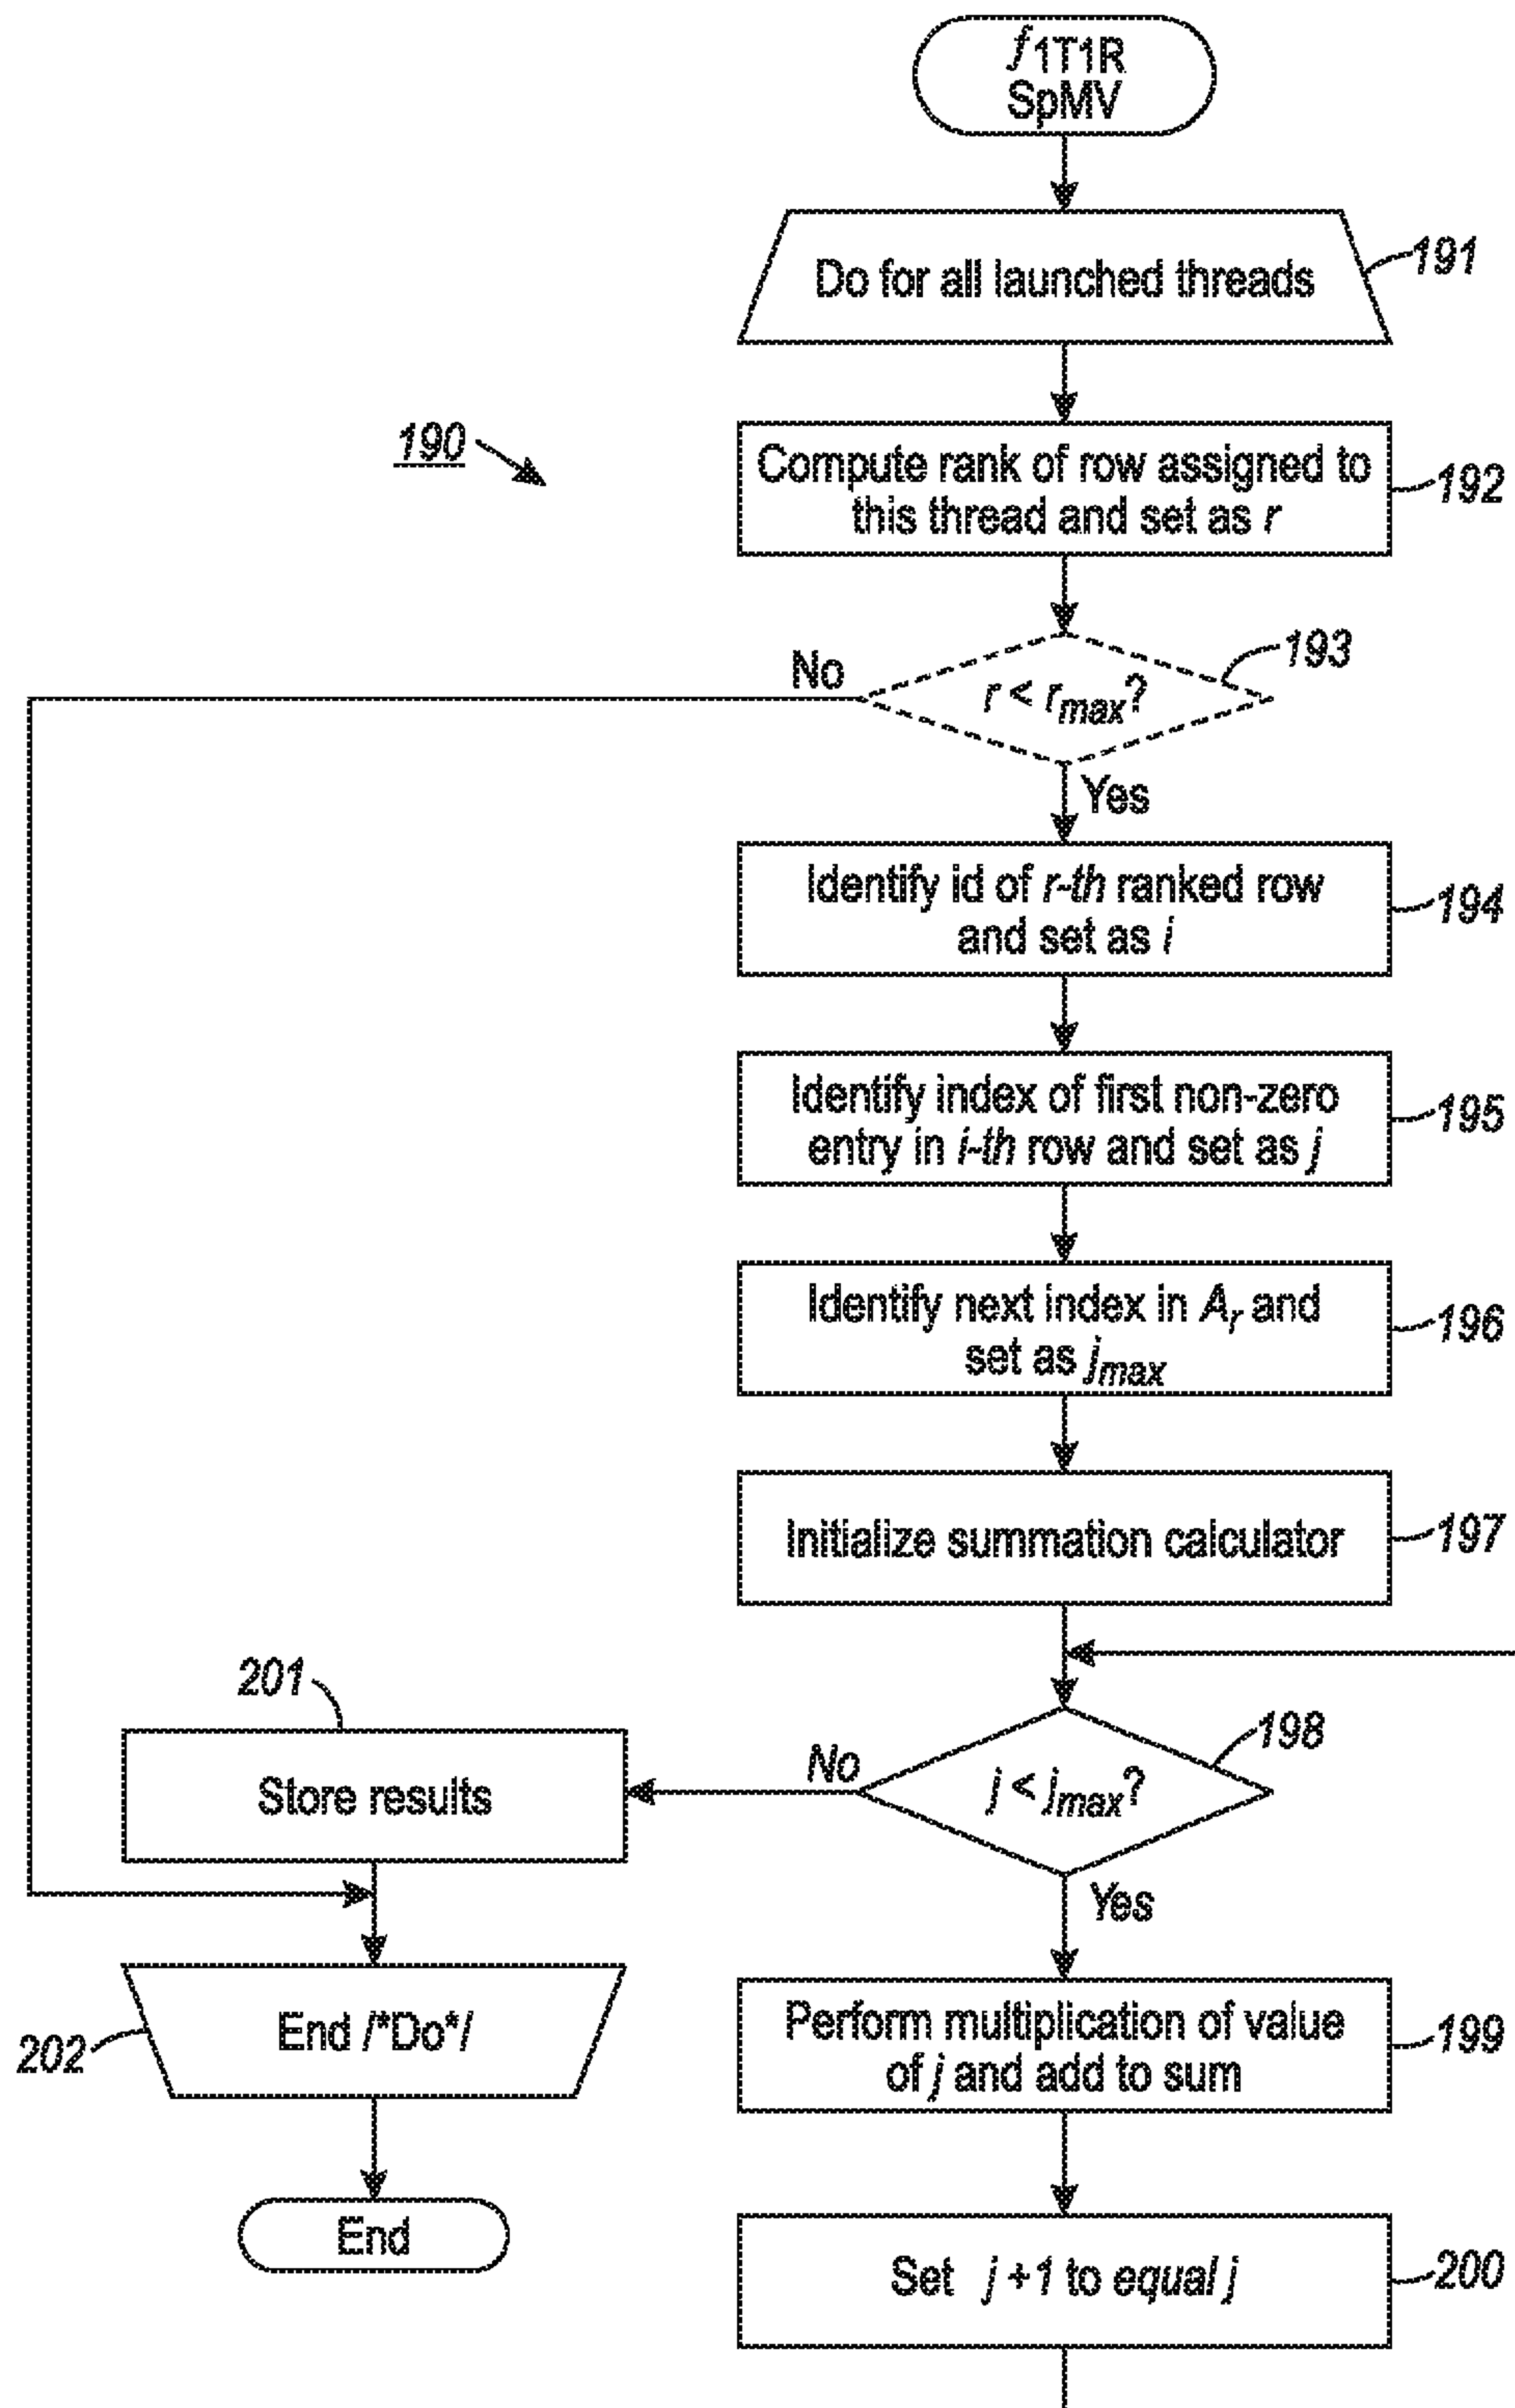 f1T1R
SpMV
Do for all launched threads
191
190
Compute rank of row assigned to
this thread and set as r
192
193
No
r < rmax?
Yes
Identify id of r-th ranked row
and set as i
194
Identify index of first non-zero
entry in i-th row and set as j
195
Identify next index in Ar and
set as jmax
196
Initialize summation calculator
197
201
198
Store results
No
j < jmax?
Yes
End /*Do*/
202
Perform multiplication of value
of j and add to sum
199
End
Set j +1 to equal j
200